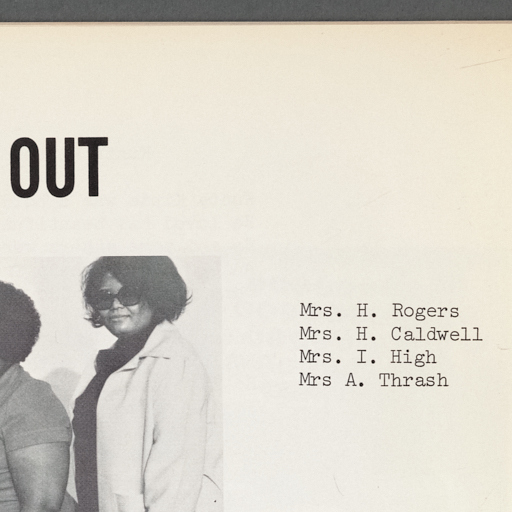 OUT
Mrs. H. Rogers
Mrs. H. Caldwell
Mrs. I. High
Mrs A. Thrash